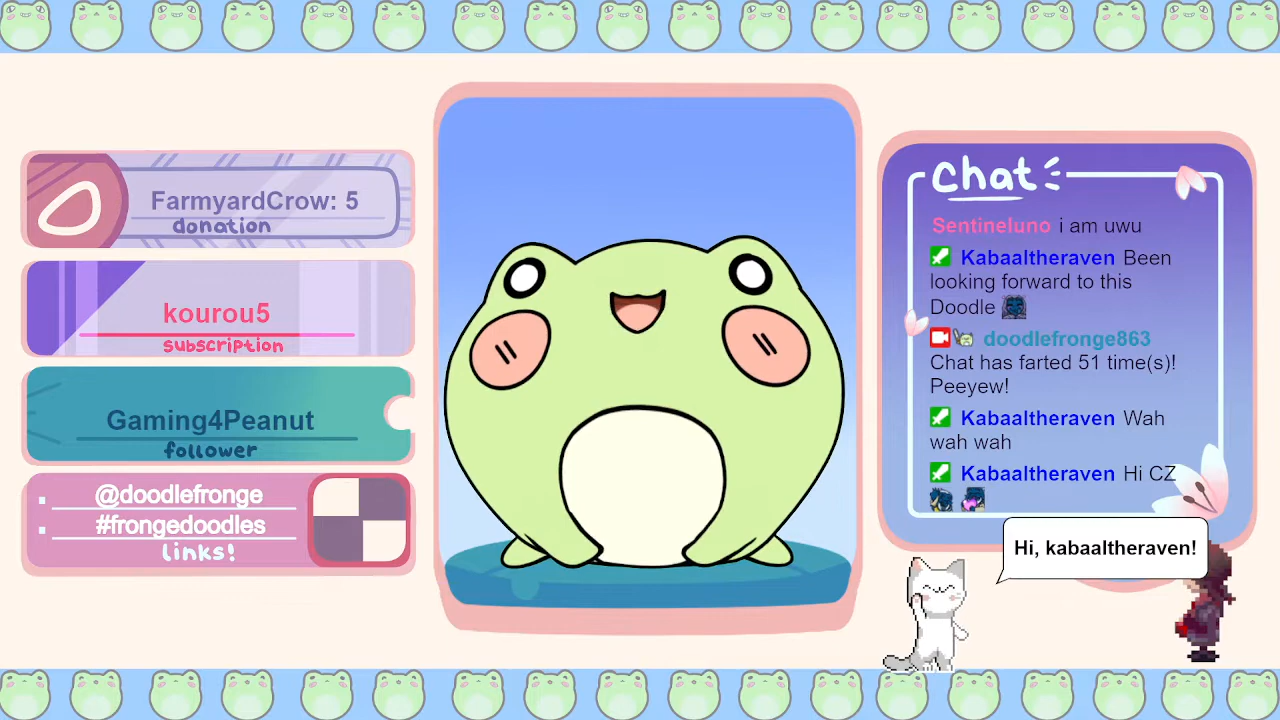 FarmyardCrow: 5
donation
kourou5
subscription
Gaming4Peanut
follower
@doodlefronge
#frongedoodles
links!
Chat
Sentineluno i am uwu
Kabaaltheraven Been
looking forward to this
Doodle
doodlefronge863
Chat has farted 51 time(s)!
Peeyew!
Kabaaltheraven Wah
wah wah
Kabaaltheraven Hi CZ
Hi, kabaaltheraven!